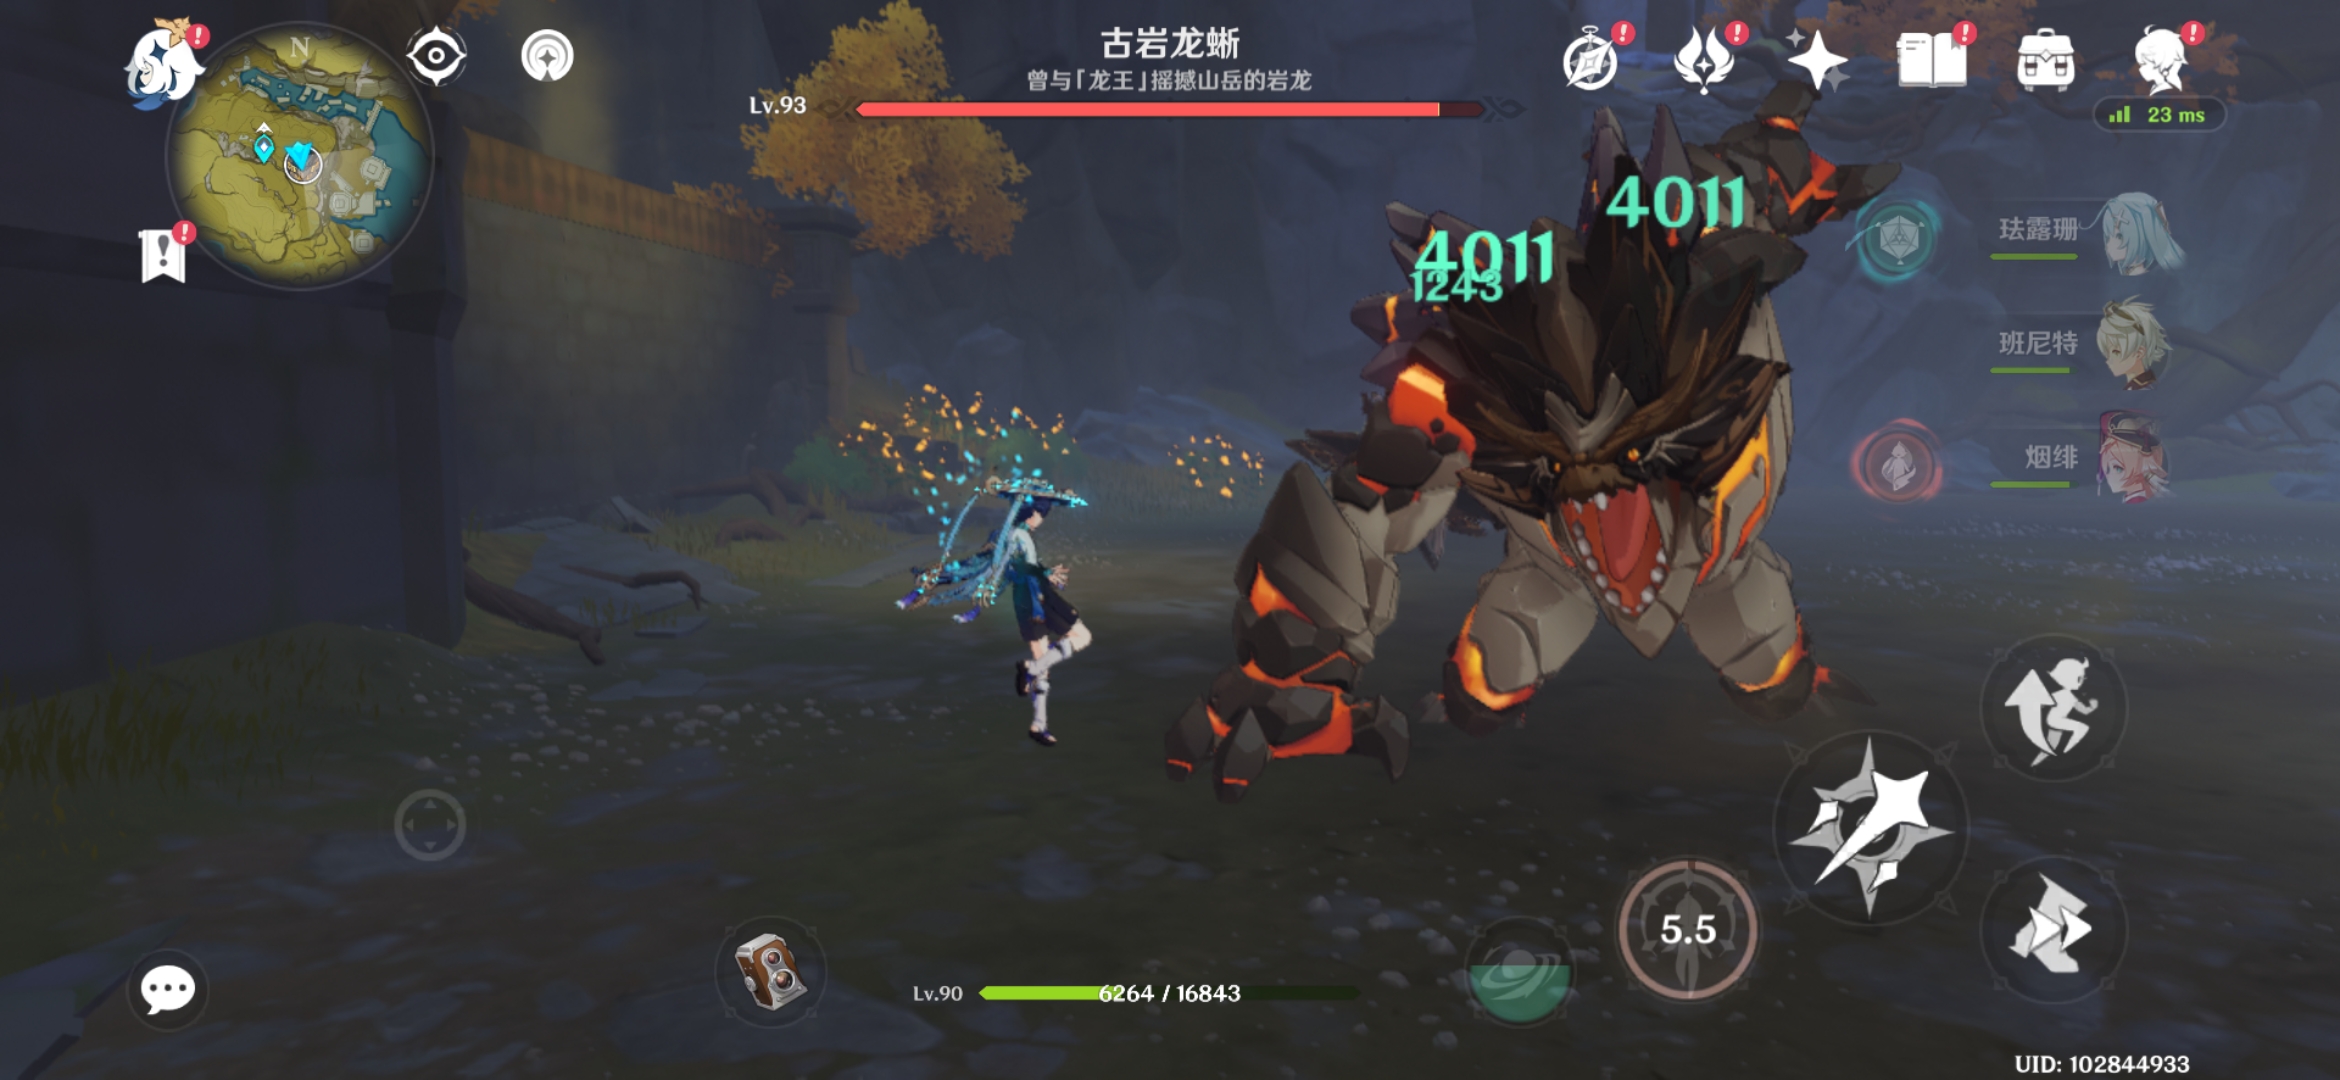 N
古岩龙蜥
曾与「龙王」摇撼山岳的岩龙
Lv.93
23 ms
4011
4011
1243
珐露珊
班尼特
烟绯
5.5
Lv.90
6264 / 16843
UID: 102844933